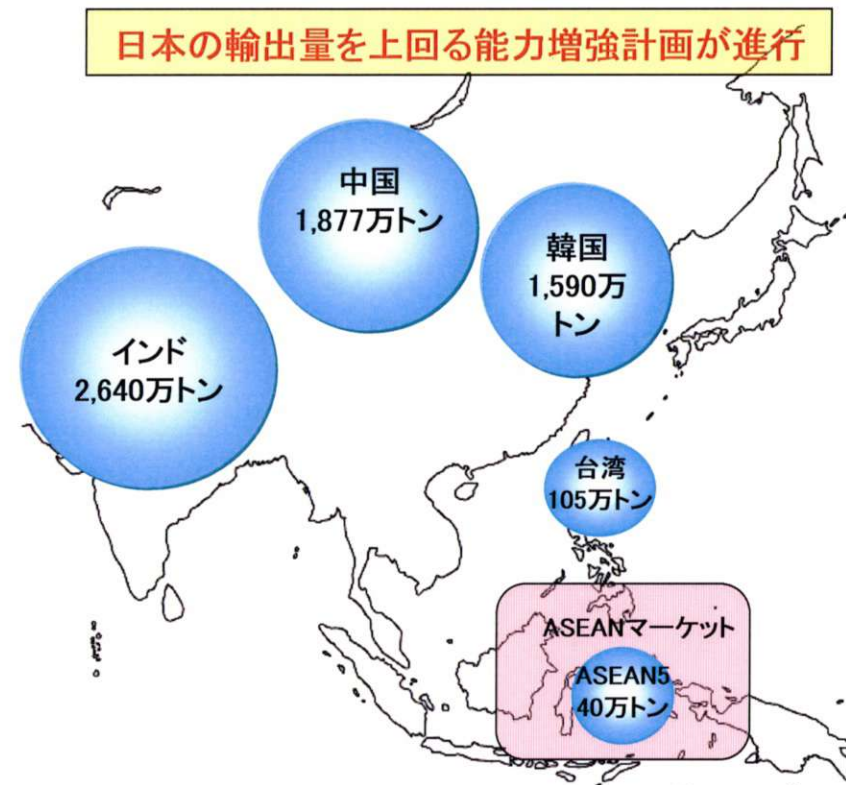 日本の輸出量を上回る能力増強計画が進行
中国
1,877万トン
韓国
1,590万
トン
インド
2,640万トン
台湾
105万トン
ASEANマーケット
ASEAN5
40万トン